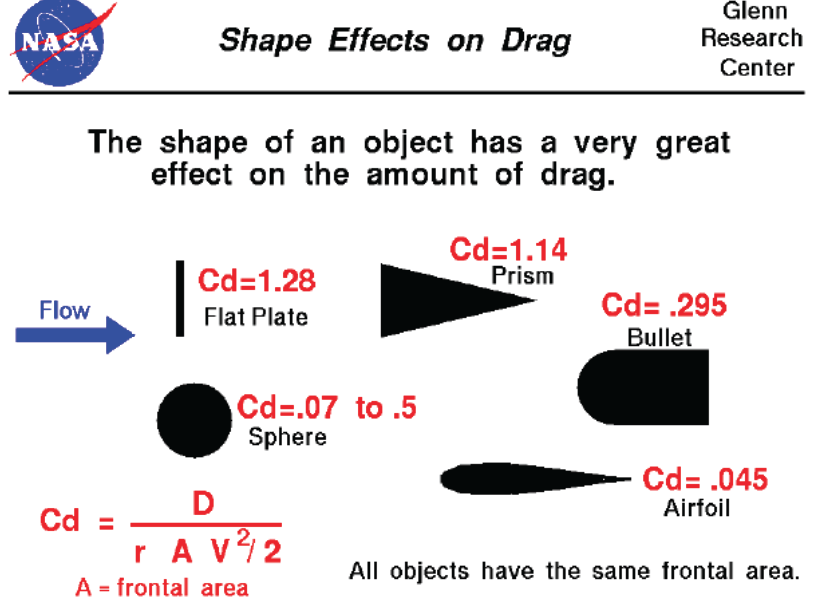 NASA
Shape Effects on Drag
Glenn
Research
Center
The shape of an object has a very great
effect on the amount of drag.
Flow
Cd=1.28
Flat Plate
Cd=1.14
Prism
Cd= .295
Bullet
Cd=.07 to .5
Sphere
Cd= .045
Airfoil
Cd = D
r A V²/2
A = frontal area
All objects have the same frontal area.